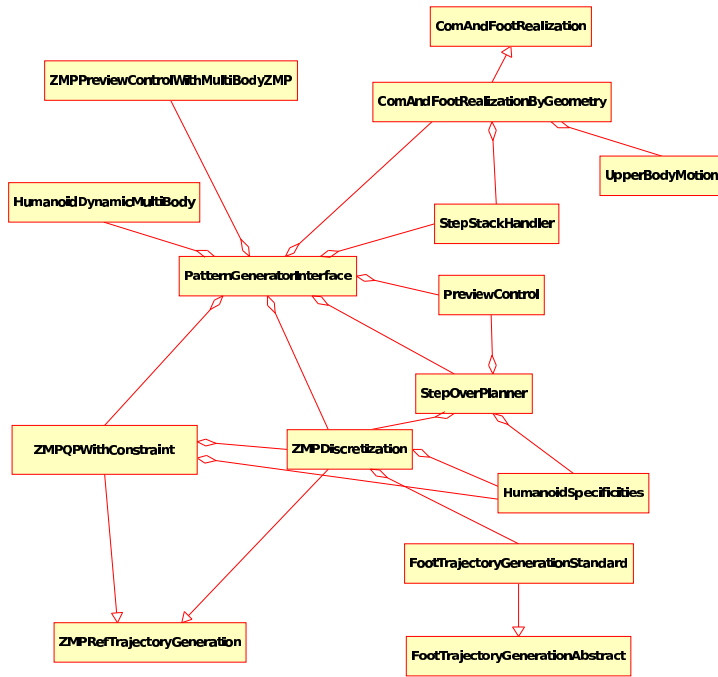 ComAndFootRealization
ZMPPreviewControlWithMultiBodyZMP
ComAndFootRealizationByGeometry
UpperBodyMotion
HumanoidDynamicMultiBody
StepStackHandler
PatternGeneratorInterface
PreviewControl
StepOverPlanner
ZMPQPWithConstraint
ZMPDiscretization
HumanoidSpecificities
FootTrajectoryGenerationStandard
ZMPRefTrajectoryGeneration
FootTrajectoryGenerationAbstract